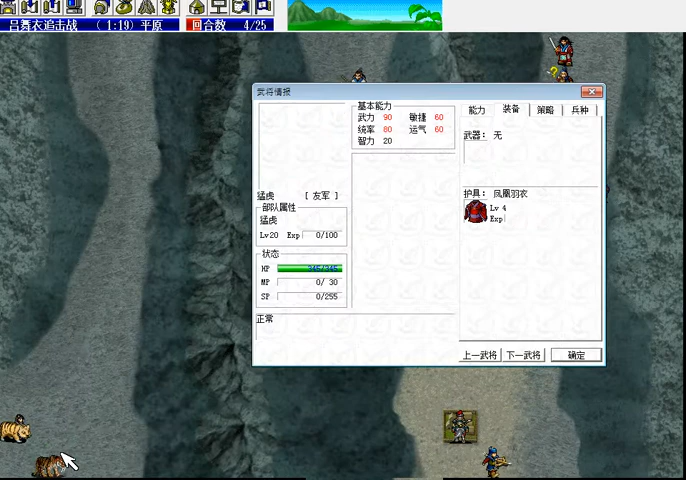 吕舞衣追击战 （ 1:19）平原
回合数 4/25
武将情报
基本能力
武力 90 敏捷 60
统率 80 运气 60
智力 20
能力 装备 策略 兵种
武器： 无
猛虎 [ 友军 ]
部队属性
猛虎
Lv20 Exp 0/100
护具： 凤凰羽衣
Lv 4
Exp
状态
HP 345/345
MP 0/ 30
SP 0/255
正常
上一武将 下一武将 确定